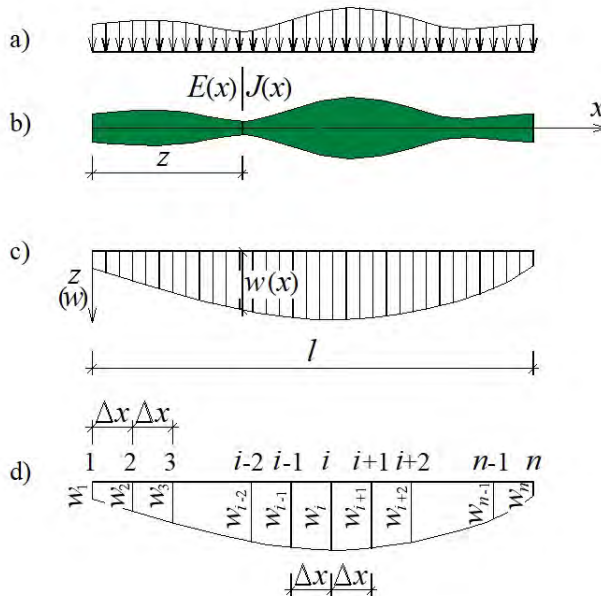 a)
E(x) J(x)
b)
x
z
c)
z
(w)
w(x)
l
Δx Δx
d)
1 2 3 i-2 i-1 i i+1 i+2 n-1 n
w₁ w₂ w₃ wᵢ₋₂ wᵢ₋₁ wᵢ wᵢ₊₁ wᵢ₊₂ wₙ₋₁ wₙ
Δx Δx